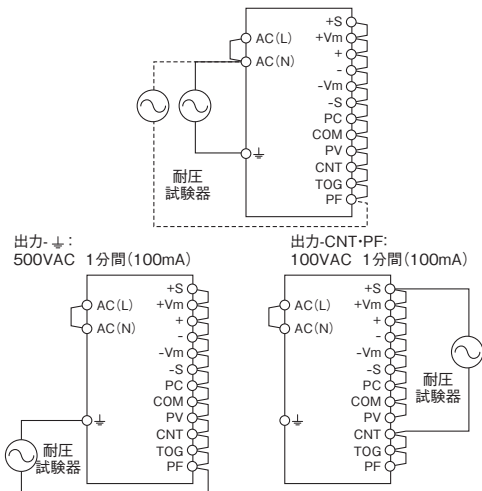 +S
AC(L)
+Vm
+
AC(N)
-
-Vm
-S
PC
COM
PV
CNT
TOG
PF
耐圧
試験器
出力-⏚:
500VAC 1分間(100mA)
+S
AC(L)
+Vm
+
AC(N)
-
-Vm
-S
PC
COM
PV
CNT
TOG
PF
耐圧
試験器
出力-CNT・PF:
100VAC 1分間(100mA)
+S
AC(L)
+Vm
+
AC(N)
-
-Vm
-S
PC
COM
PV
CNT
TOG
PF
耐圧
試験器